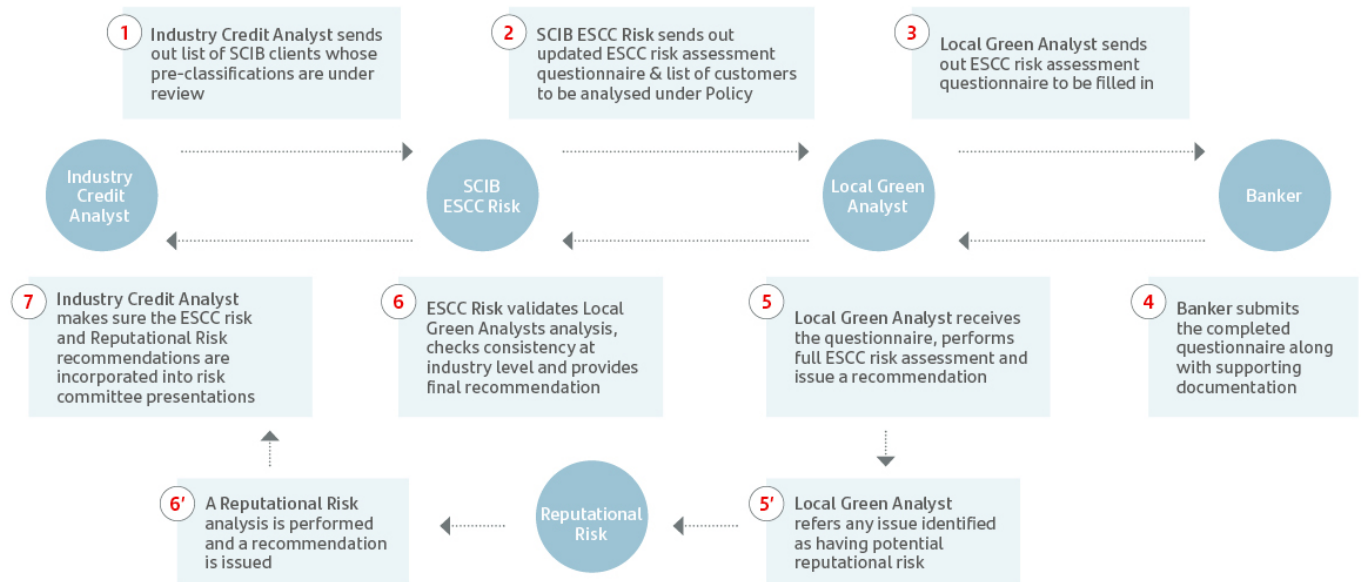 1
Industry Credit Analyst sends
out list of SCIB clients whose
pre-classifications are under
review
2
SCIB ESCC Risk sends out
updated ESCC risk assessment
questionnaire & list of customers
to be analysed under Policy
3
Local Green Analyst sends
out ESCC risk assessment
questionnaire to be filled in
Industry
Credit
Analyst
SCIB
ESCC Risk
Local Green
Analyst
Banker
7
Industry Credit Analyst
makes sure the ESCC risk
and Reputational Risk
recommendations are
incorporated into risk
committee presentations
6
ESCC Risk validates Local
Green Analysts analysis,
checks consistency at
industry level and provides
final recommendation
5
Local Green Analyst receives
the questionnaire, performs
full ESCC risk assessment and
issue a recommendation
4
Banker submits
the completed
questionnaire along
with supporting
documentation
6'
A Reputational Risk
analysis is performed
and a recommendation
is issued
Reputational
Risk
5'
Local Green Analyst
refers any issue identified
as having potential
reputational risk